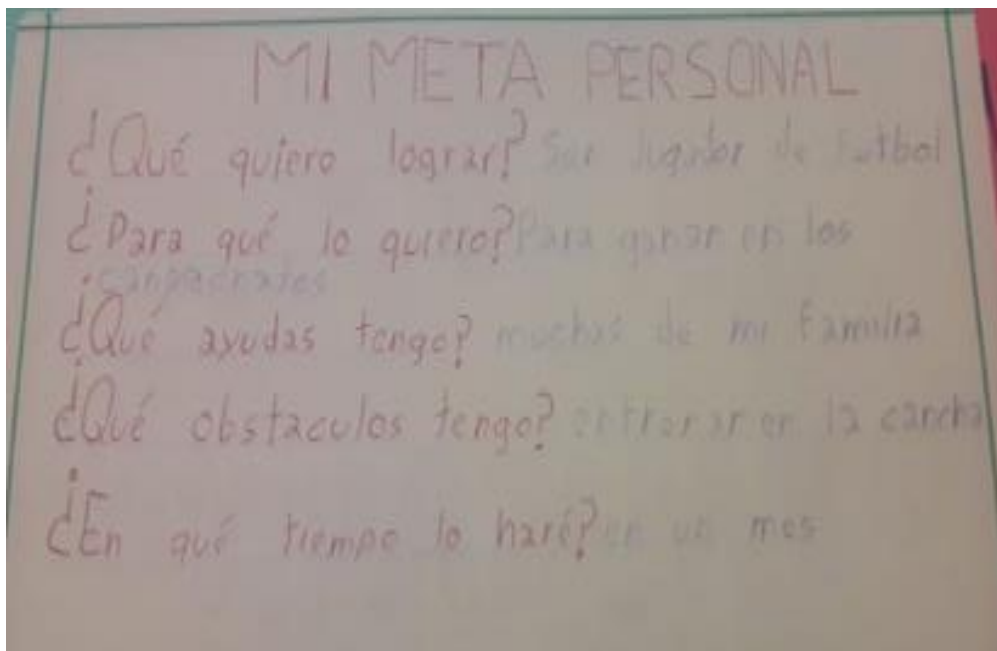 MI META PERSONAL
¿Qué quiero lograr? Ser jugador de Futbol
¿Para qué lo quiero? Para ganar en los
¿Qué ayudas tengo? muchas de mi Familia
¿Qué obstaculos tengo? entrenar en la cancha
¿En qué tiempo lo haré? en un mes